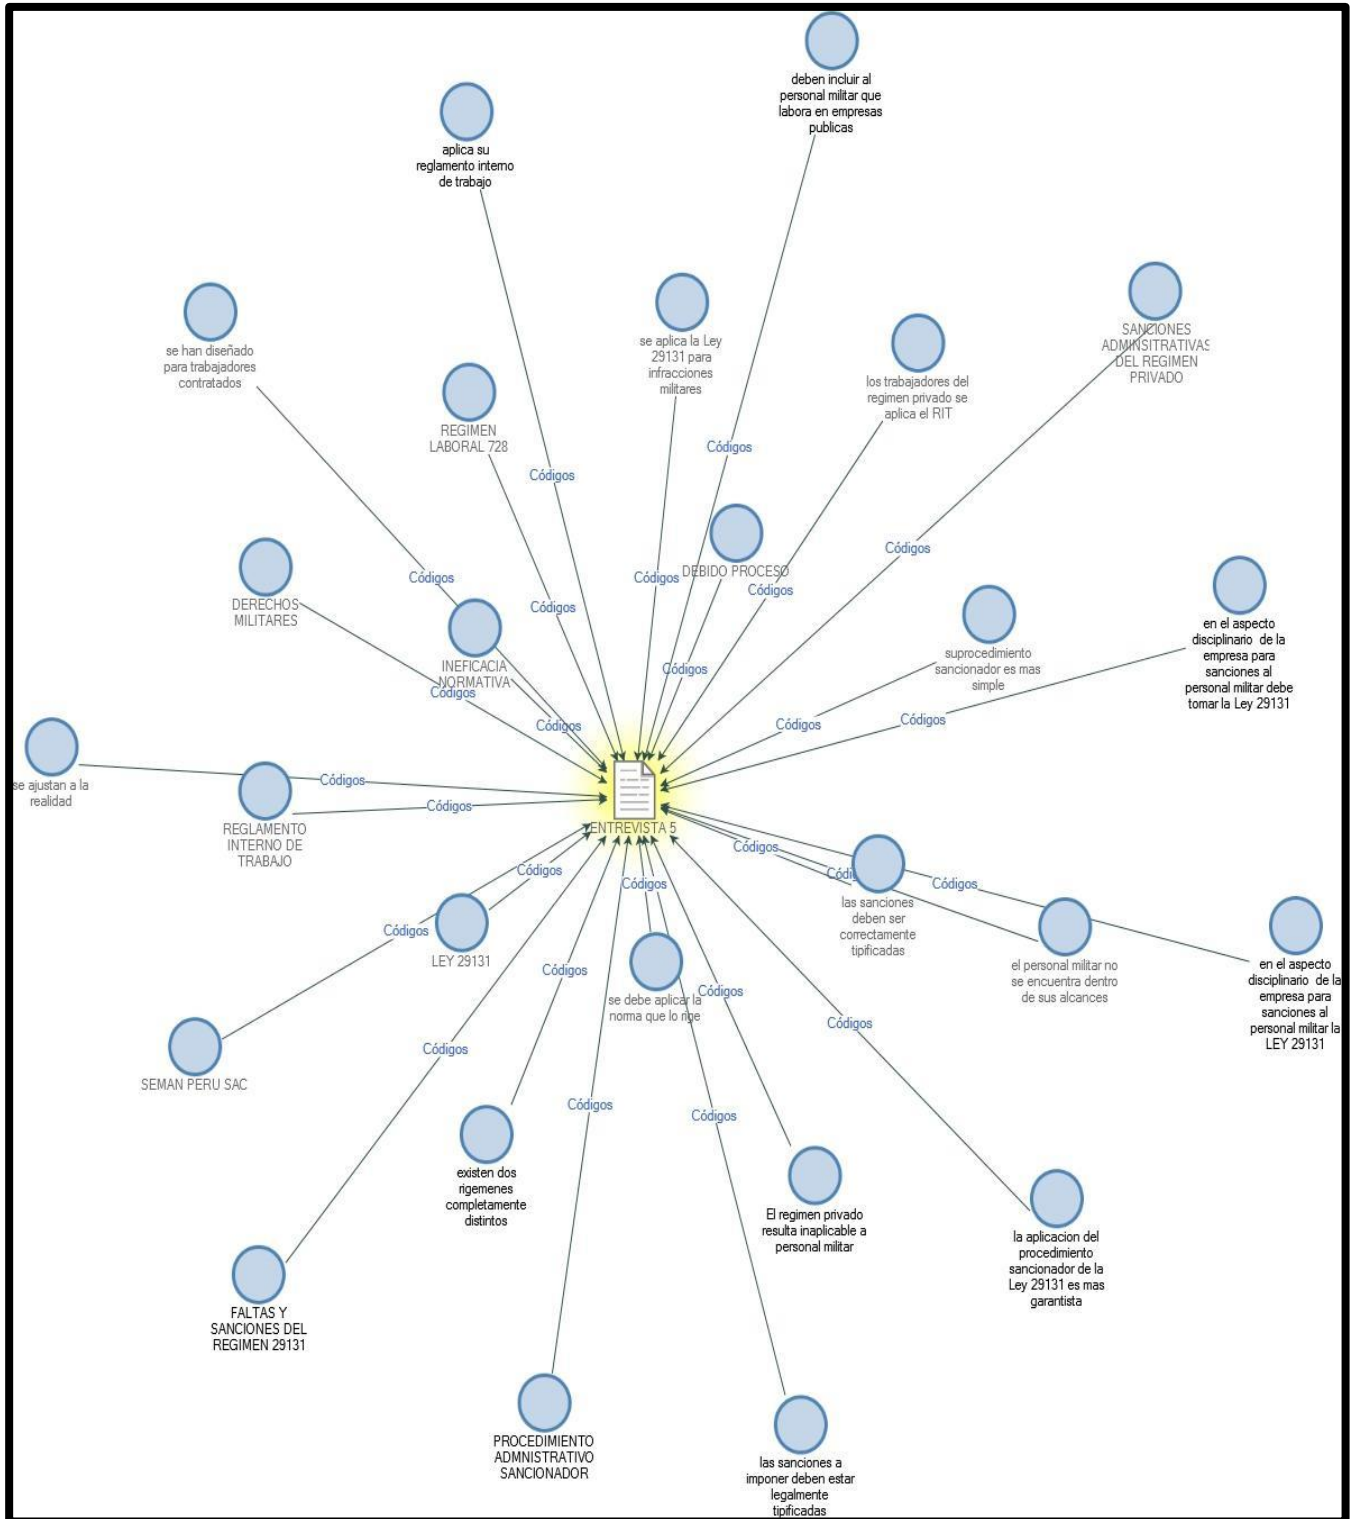 deben incluir al
personal militar que
labora en empresas
publicas
aplica su
reglamento interno
de trabajo
se han diseñado
para trabajadores
contratados
REGIMEN
LABORAL 728
se aplica la Ley
29131 para
infracciones
militares
los trabajadores del
regimen privado se
aplica el RIT
SANCIONES
ADMINSITRATIVAS
DEL REGIMEN
PRIVADO
Códigos
Códigos
Códigos
Códigos
Códigos
Códigos
Códigos
DEBIDO PROCESO
DERECHOS
MILITARES
INEFICACIA
NORMATIVA
Códigos
Códigos
Códigos
suprocedimiento
sancionador es mas
simple
en el aspecto
disciplinario de la
empresa para
sanciones al
personal militar debe
tomar la Ley 29131
Códigos
Códigos
se ajustan a la
realidad
Códigos
REGLAMENTO
INTERNO DE
TRABAJO
Códigos
ENTREVISTA 5
Códigos
Códigos
Códigos
Códigos
Códigos
LEY 29131
Códigos
las sanciones
deben ser
correctamente
tipificadas
el personal militar no
se encuentra dentro
de sus alcances
en el aspecto
disciplinario de la
empresa para
sanciones al
personal militar la
LEY 29131
Códigos
se debe aplicar la
norma que lo rige
Códigos
Códigos
Códigos
SEMAN PERU SAC
Códigos
Códigos
existen dos
rigemenes
completamente
distintos
El regimen privado
resulta inaplicable a
personal militar
la aplicacion del
procedimiento
sancionador de la
Ley 29131 es mas
garantista
FALTAS Y
SANCIONES DEL
REGIMEN 29131
PROCEDIMIENTO
ADMNISTRATIVO
SANCIONADOR
las sanciones a
imponer deben estar
legalmente
tipificadas